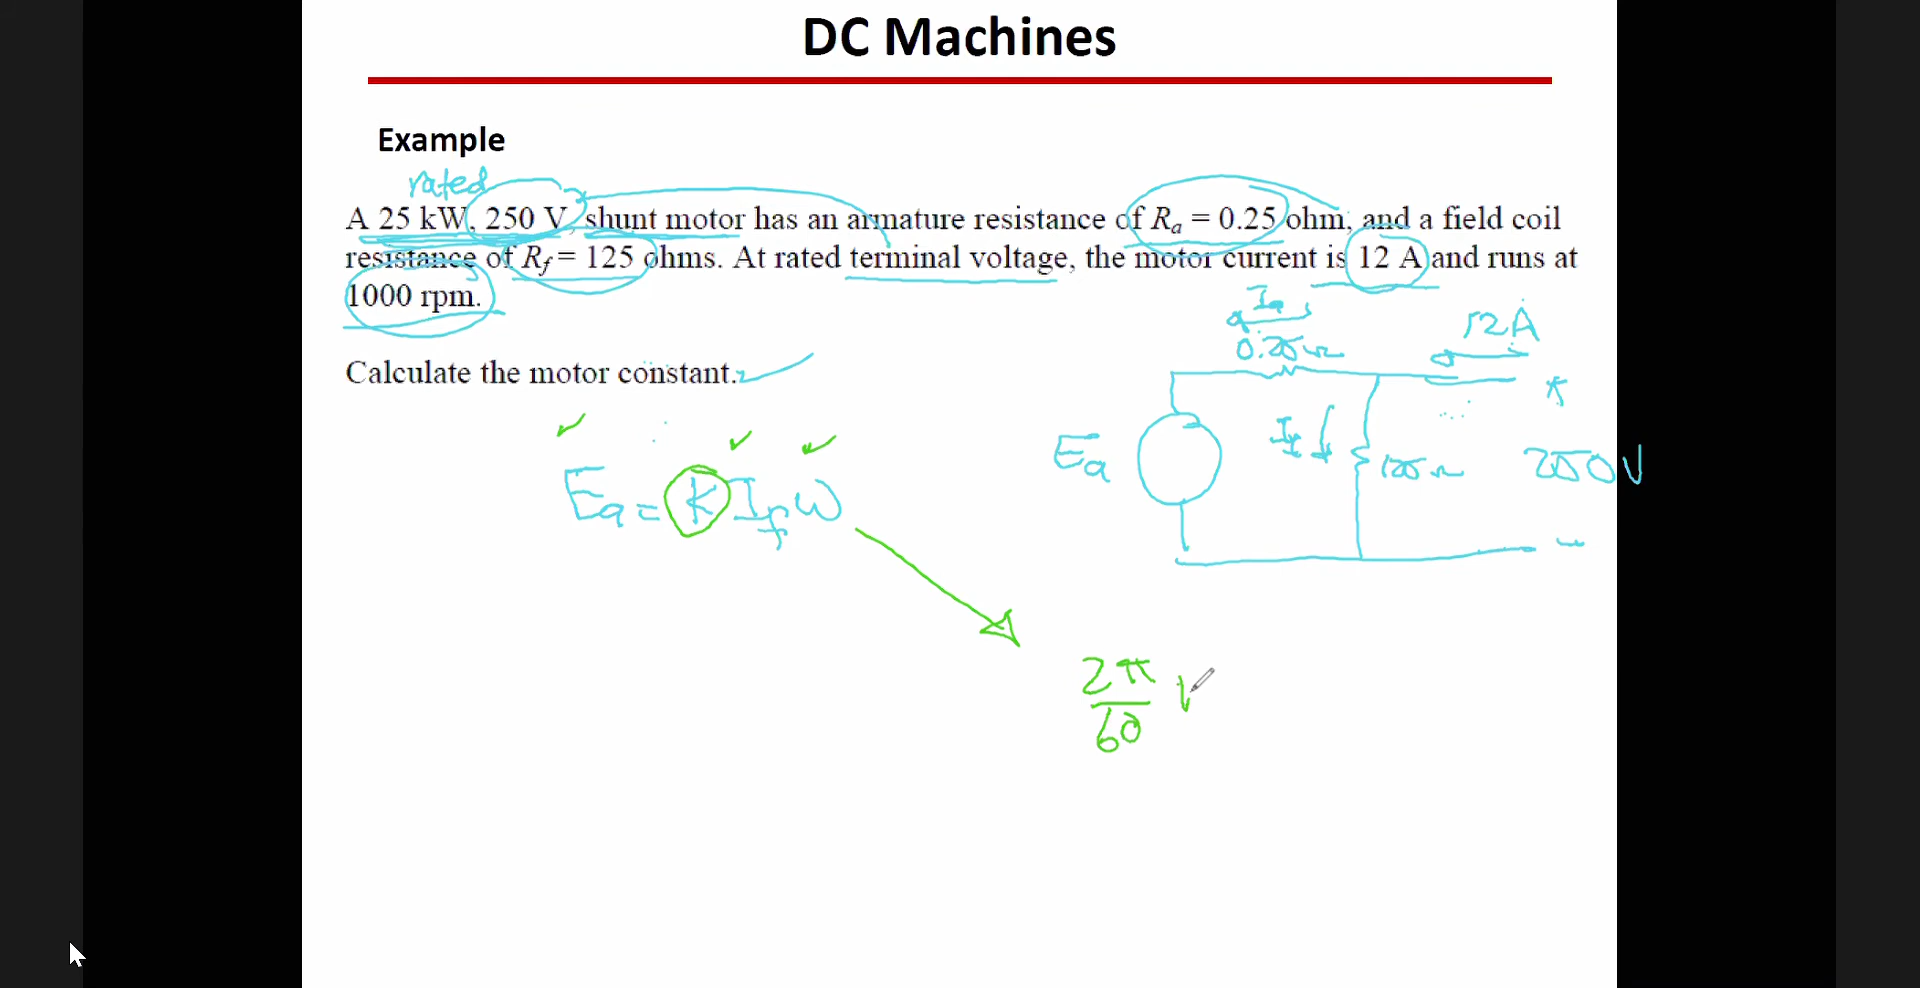 DC Machines
Example
rated
A 25 kW, 250 V, shunt motor has an armature resistance of Ra = 0.25 ohm, and a field coil
resistance of Rf = 125 ohms. At rated terminal voltage, the motor current is 12 A and runs at
1000 rpm.
Ia
12A
0.25Ω
Calculate the motor constant.
Ea
If
125Ω
250V
Ea = K If ω
2π
60